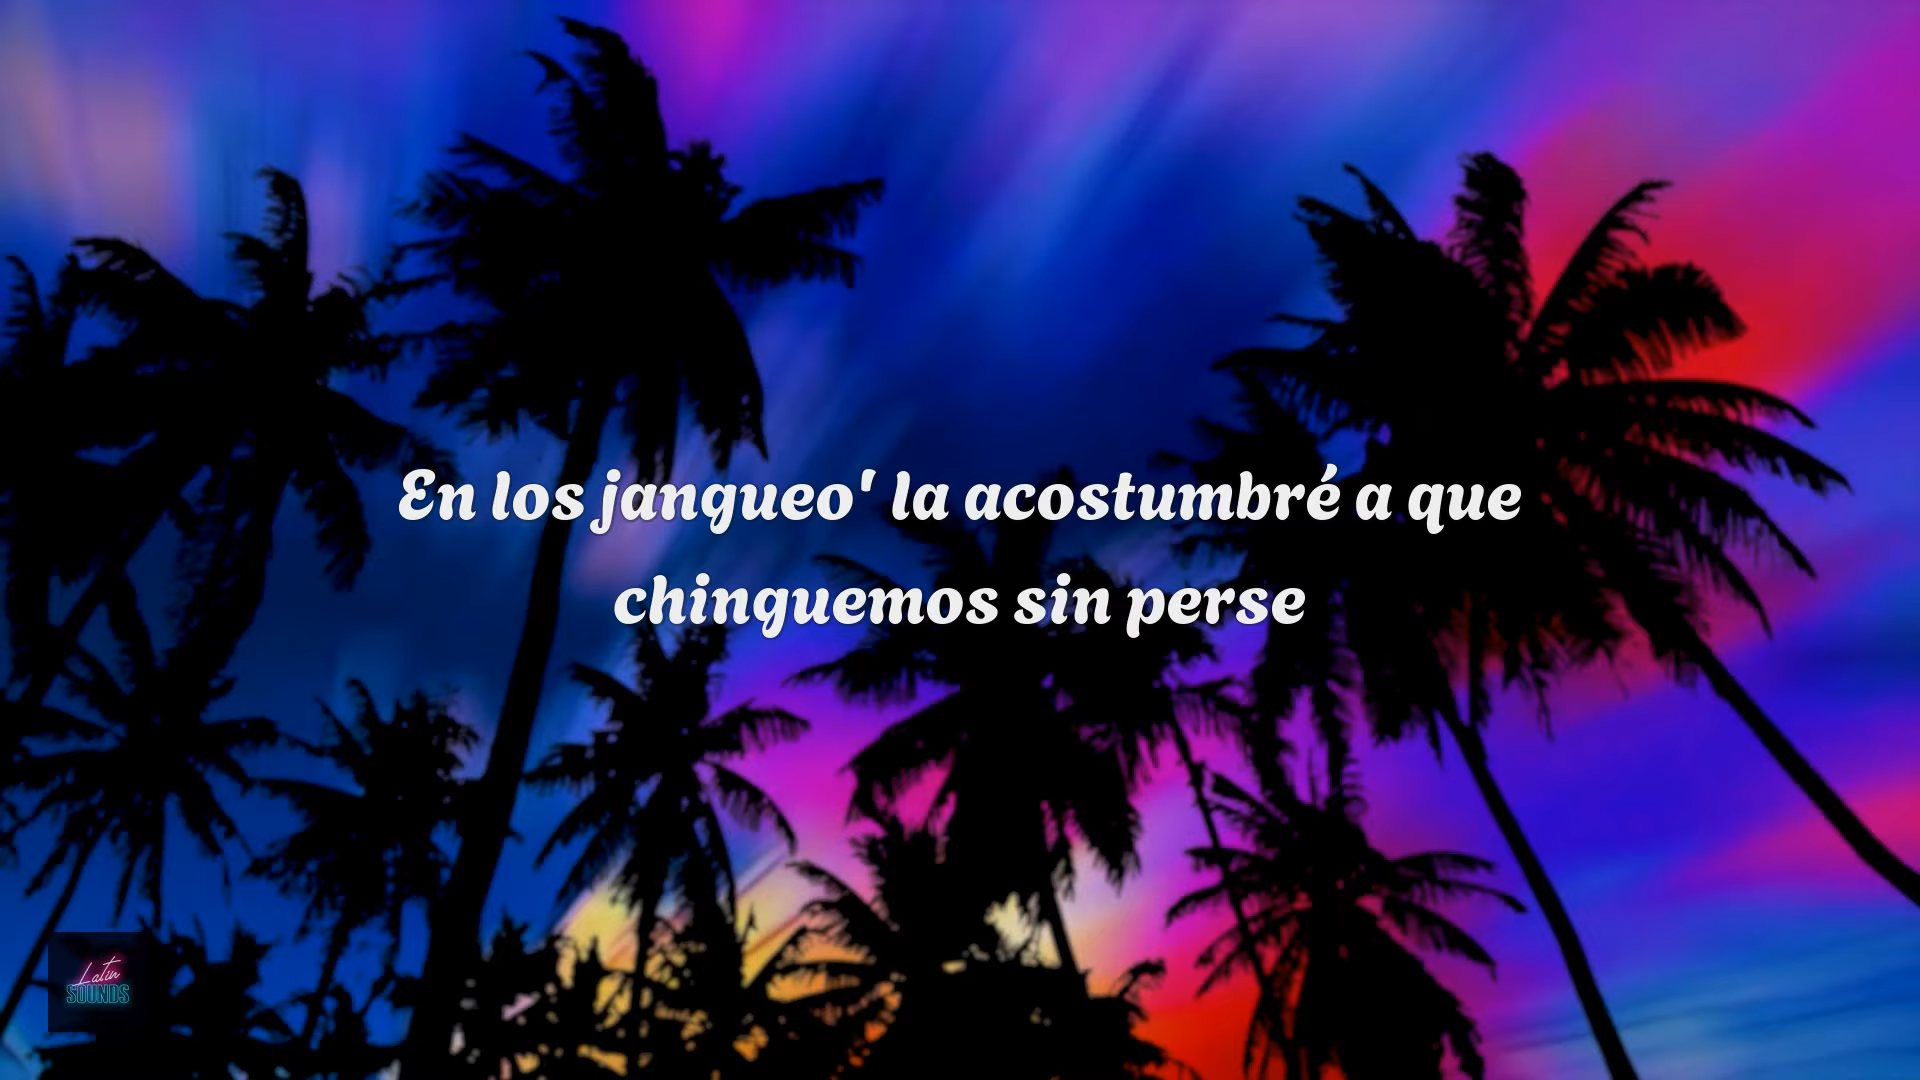 En los jangueo' la acostumbré a que
chinguemos sin perse
Latin
SOUNDS